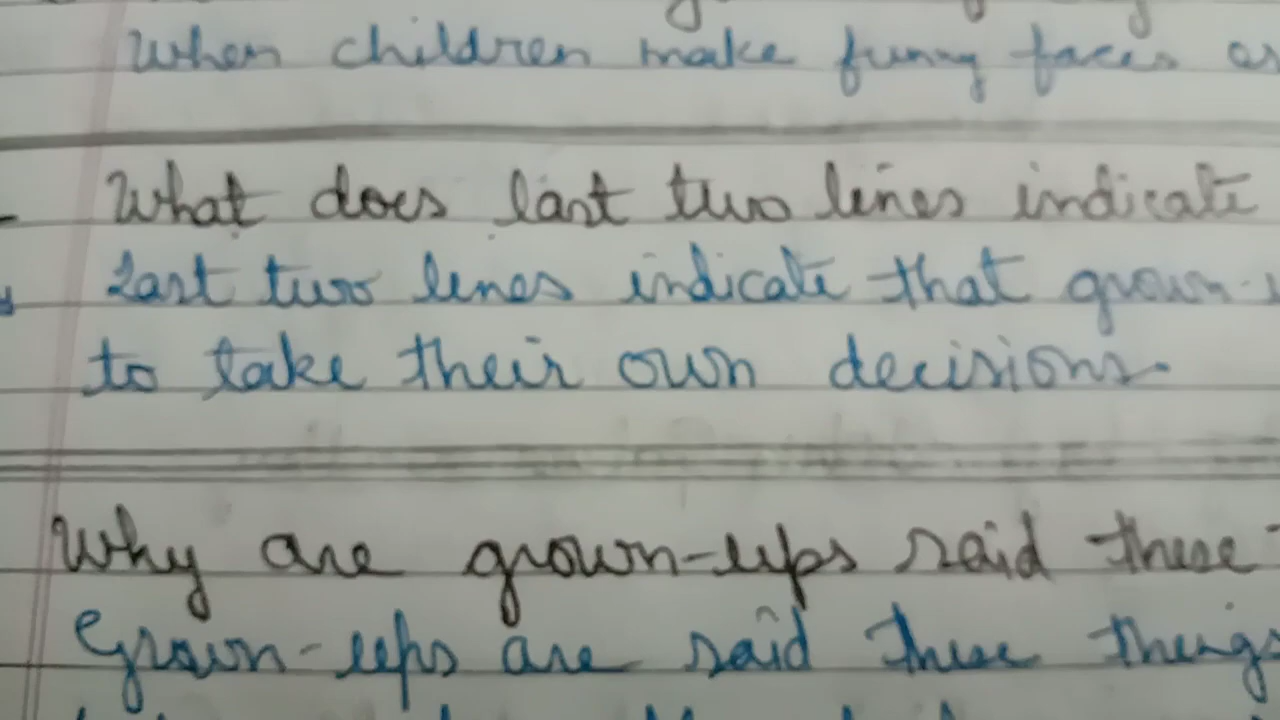 When children make funny faces
What does last two lines indicate
Last two lines indicate that grown-
to take their own decisions.
Why are grown-ups said these
Grown-ups are said these things